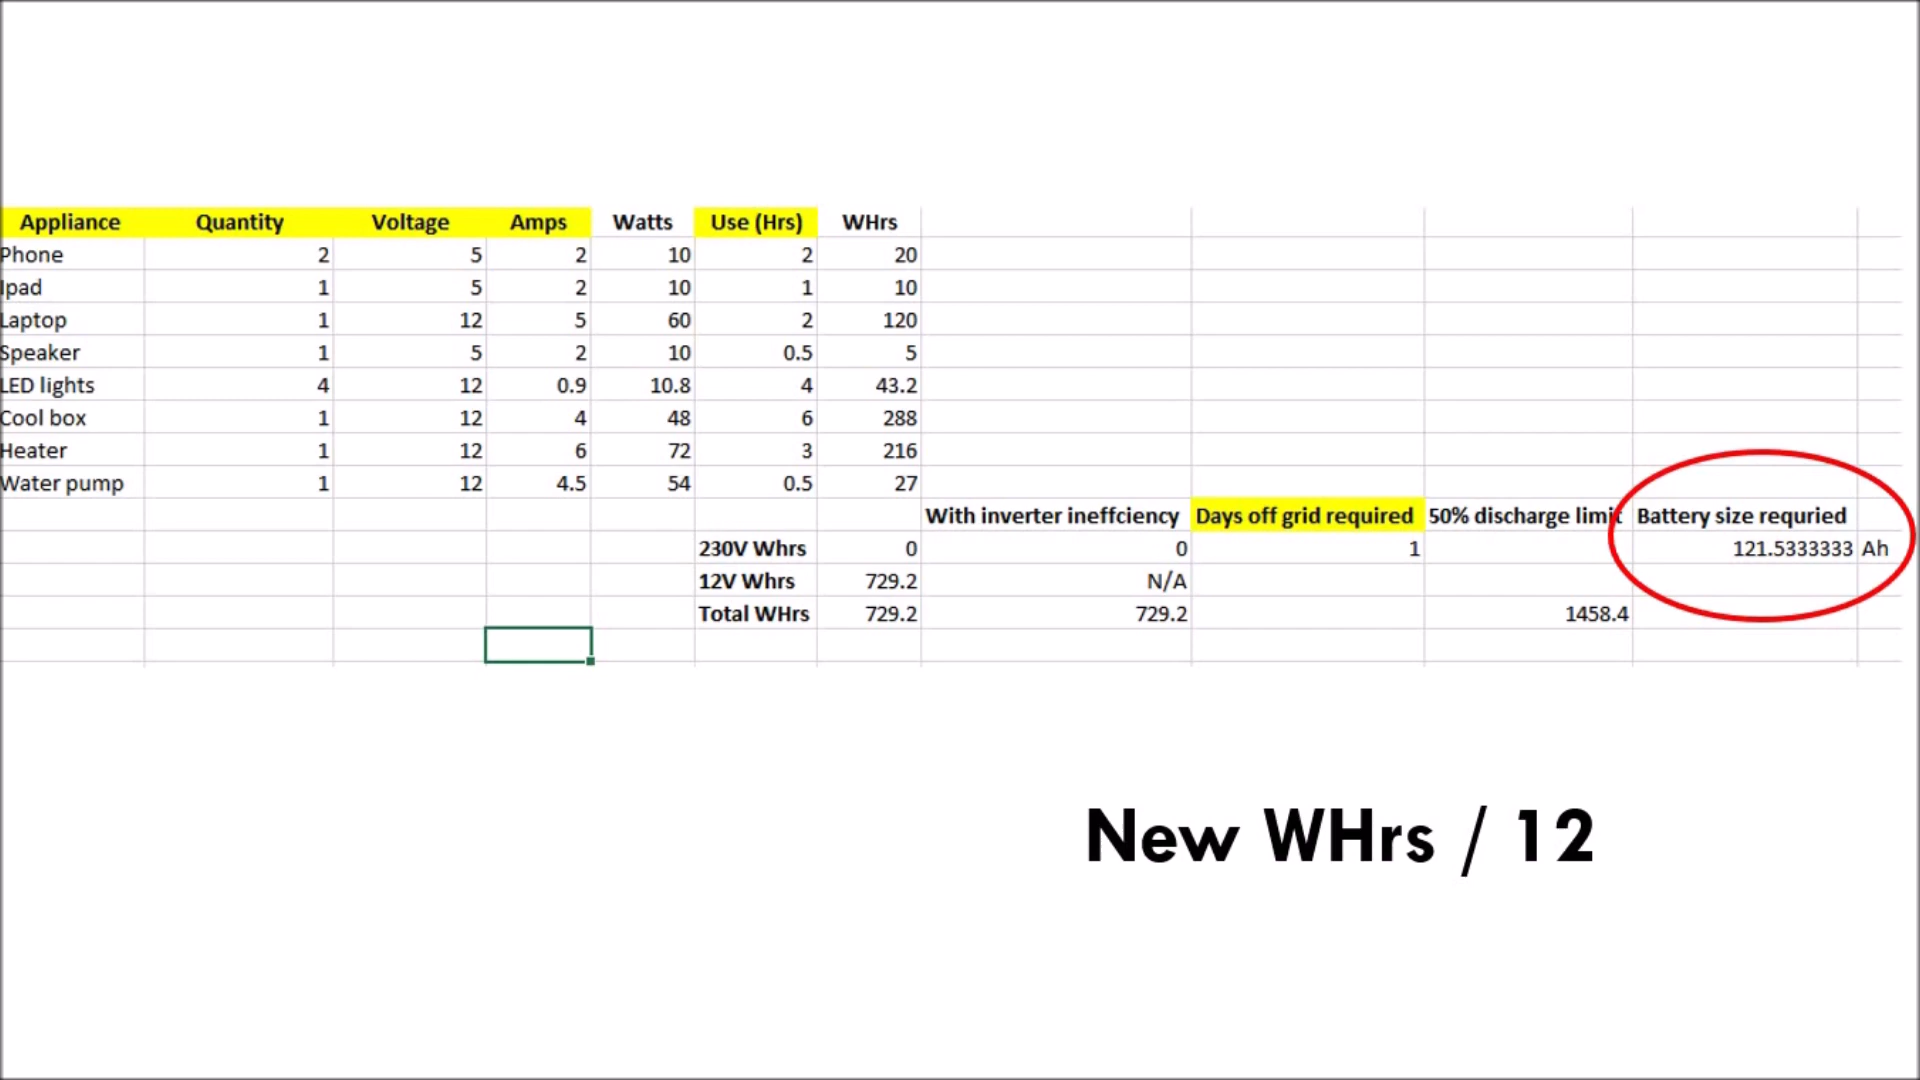 Appliance Quantity Voltage Amps Watts Use (Hrs) WHrs
Phone 2 5 2 10 2 20
Ipad 1 5 2 10 1 10
Laptop 1 12 5 60 2 120
Speaker 1 5 2 10 0.5 5
LED lights 4 12 0.9 10.8 4 43.2
Cool box 1 12 4 48 6 288
Heater 1 12 6 72 3 216
Water pump 1 12 4.5 54 0.5 27
With inverter ineffciency Days off grid required 50% discharge limit Battery size requried
230V Whrs 0 0 1 121.5333333 Ah
12V Whrs 729.2 N/A
Total WHrs 729.2 729.2 1458.4
New WHrs / 12